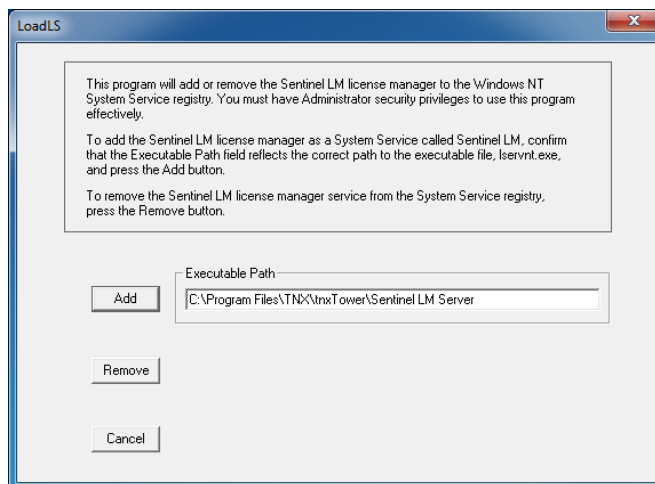 LoadLS
This program will add or remove the Sentinel LM license manager to the Windows NT
System Service registry. You must have Administrator security privileges to use this program
effectively.
To add the Sentinel LM license manager as a System Service called Sentinel LM, confirm
that the Executable Path field reflects the correct path to the executable file, lservnt.exe,
and press the Add button.
To remove the Sentinel LM license manager service from the System Service registry,
press the Remove button.
Executable Path
Add
C:\Program Files\TNX\tnxTower\Sentinel LM Server
Remove
Cancel